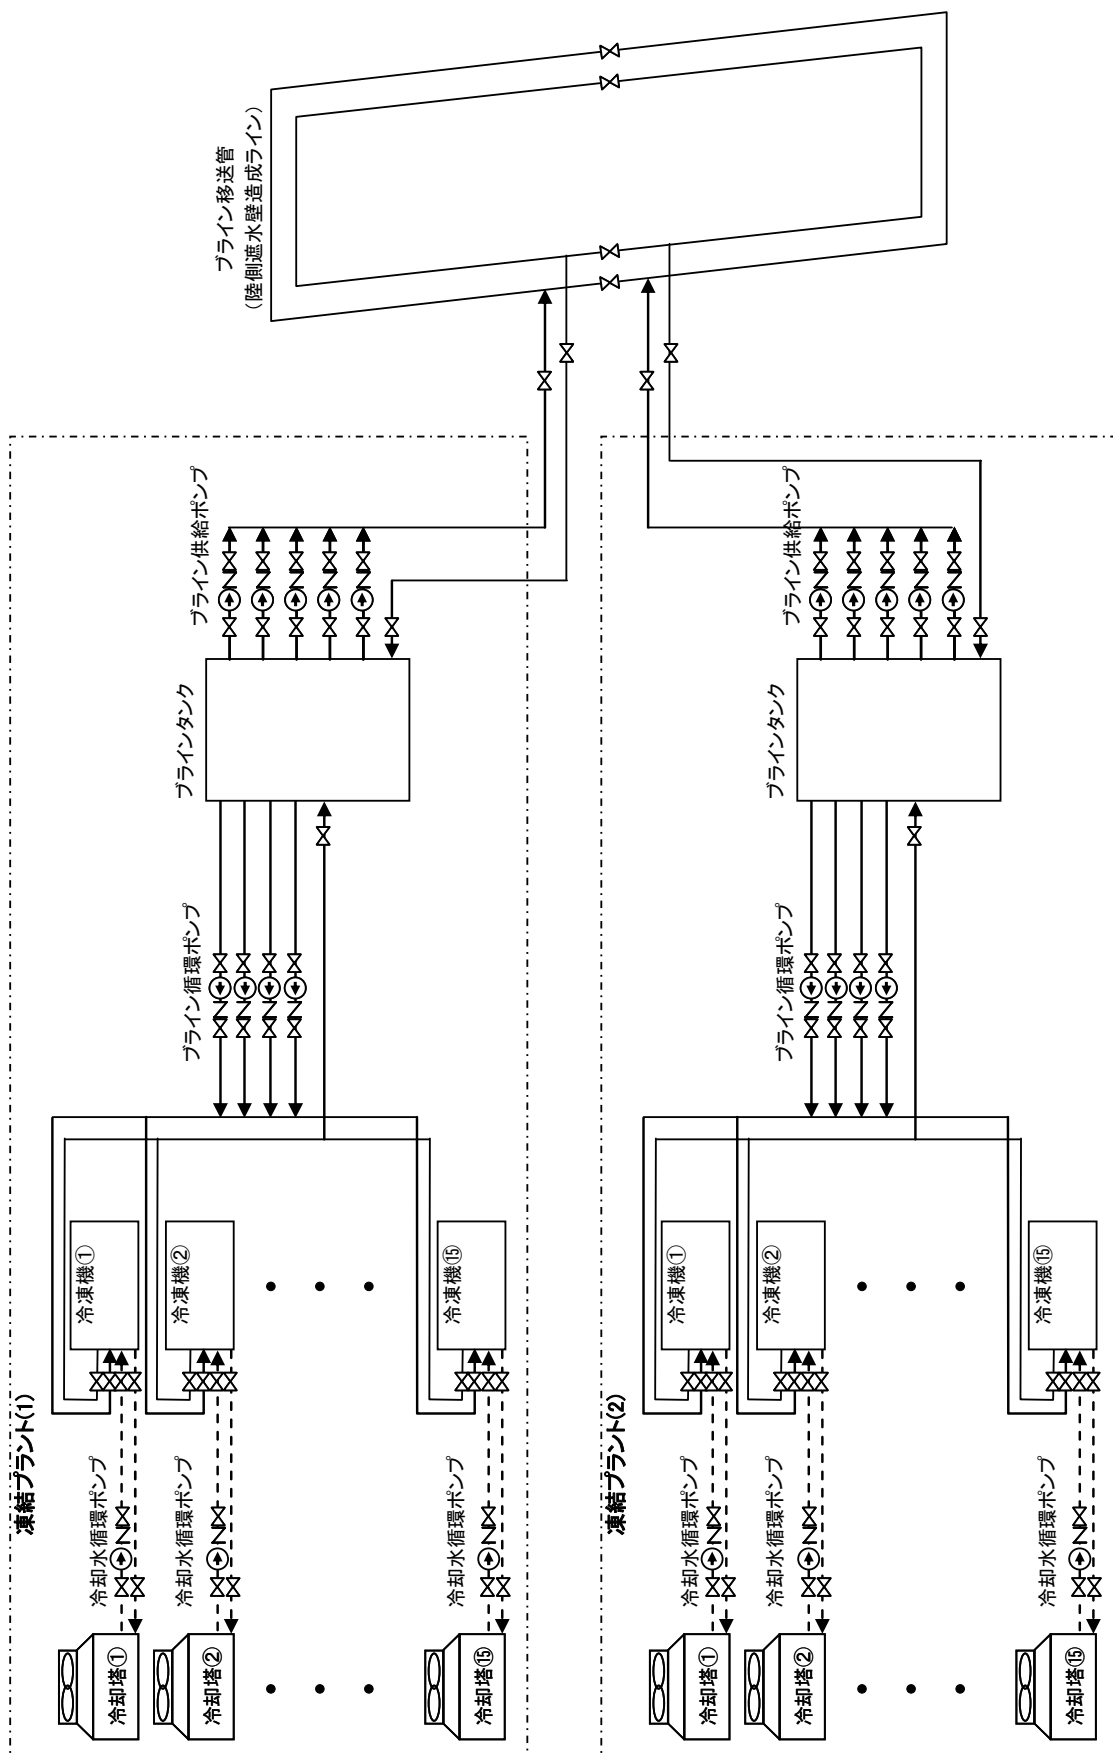 ブライン移送管
（陸側遮水壁造成ライン）
凍結プラント(1)
ブライン供給ポンプ
ブラインタンク
ブライン循環ポンプ
冷凍機①
冷凍機②
冷凍機⑮
冷却水循環ポンプ
冷却水循環ポンプ
冷却水循環ポンプ
冷却塔①
冷却塔②
冷却塔⑮
凍結プラント(2)
ブライン供給ポンプ
ブラインタンク
ブライン循環ポンプ
冷凍機①
冷凍機②
冷凍機⑮
冷却水循環ポンプ
冷却水循環ポンプ
冷却水循環ポンプ
冷却塔①
冷却塔②
冷却塔⑮